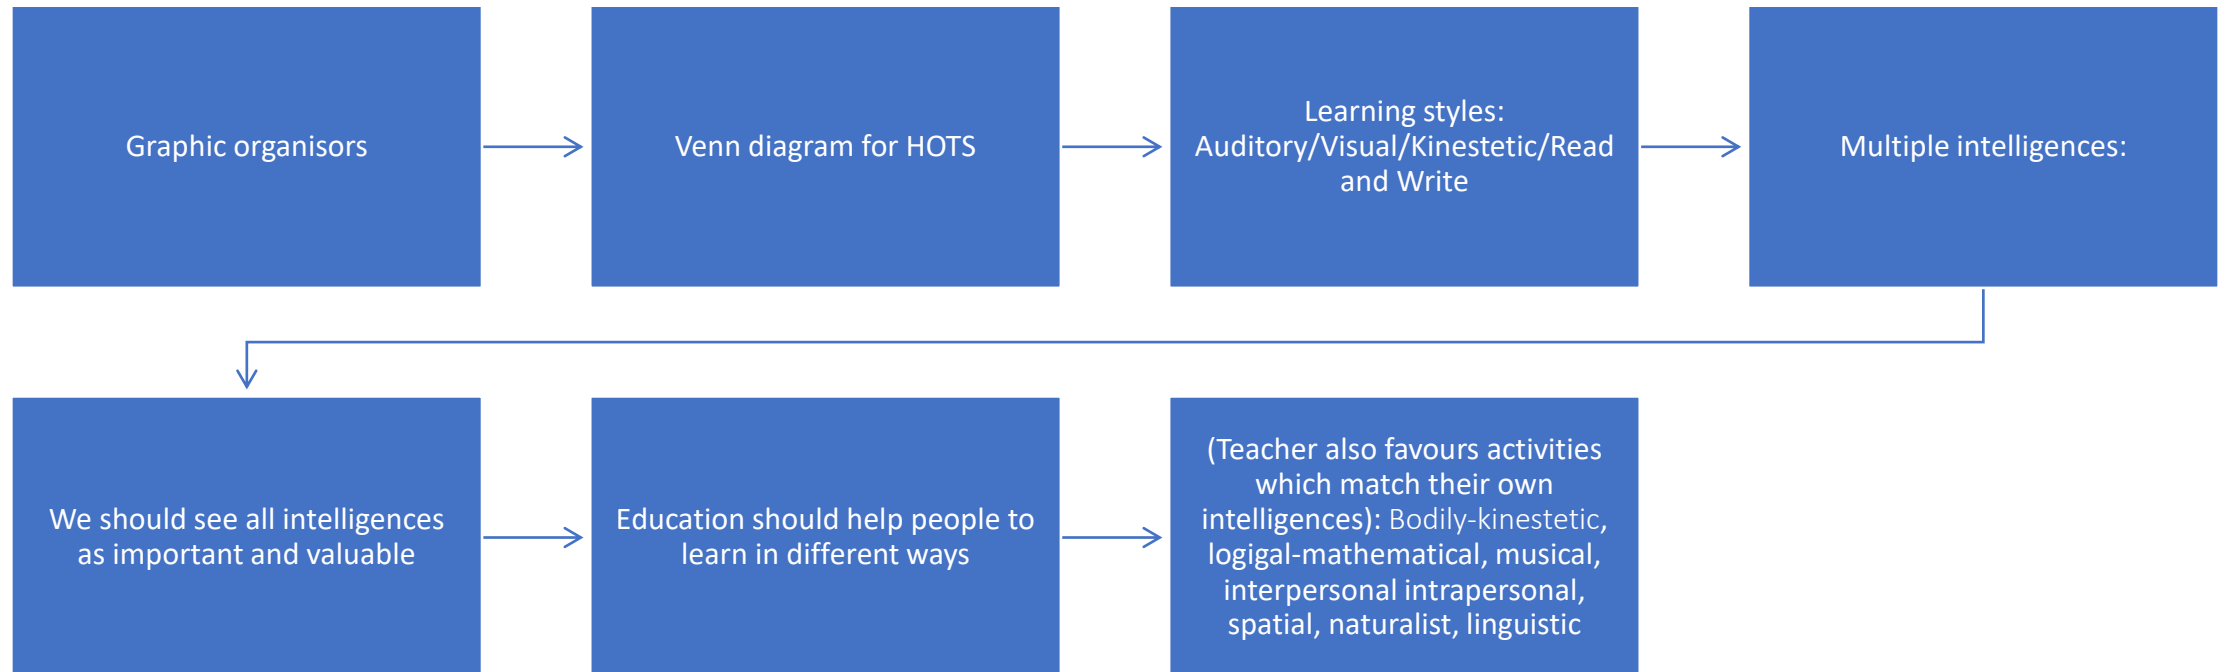 Graphic organisors
Venn diagram for HOTS
Learning styles:
Auditory/Visual/Kinestetic/Read
and Write
Multiple intelligences:
We should see all intelligences
as important and valuable
Education should help people to
learn in different ways
(Teacher also favours activities
which match their own
intelligences): Bodily-kinestetic,
logigal-mathematical, musical,
interpersonal intrapersonal,
spatial, naturalist, linguistic